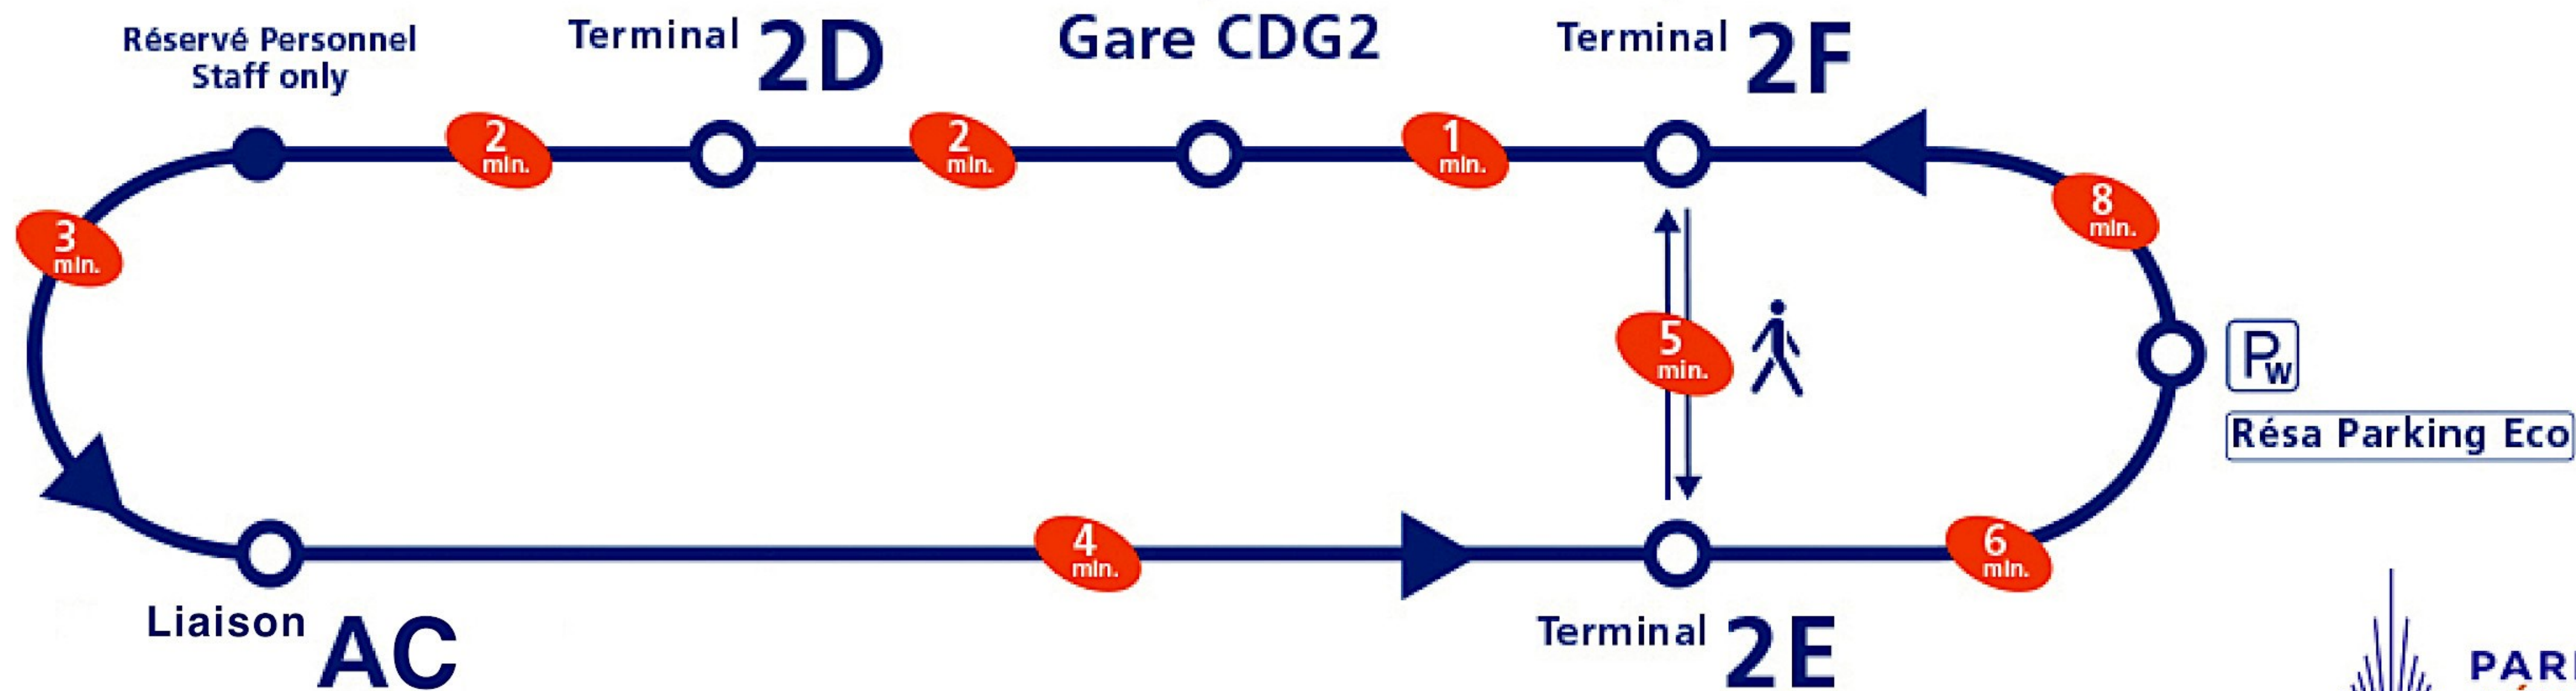 Réservé Personnel
Staff only
Terminal 2D
Gare CDG2
Terminal 2F
2 min.
2 min.
1 min.
8 min.
3 min.
5 min.
PW
Résa Parking Eco
4 min.
6 min.
Liaison AC
Terminal 2E